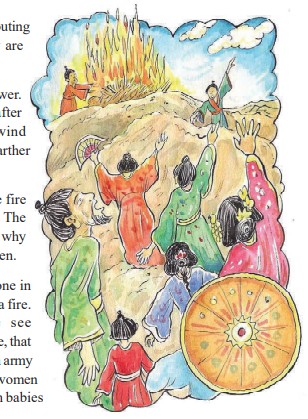 outing
are
wer.
after
wind
arther
e fire
The
why
en.
one in
a fire.
see
e, that
army
women
babies